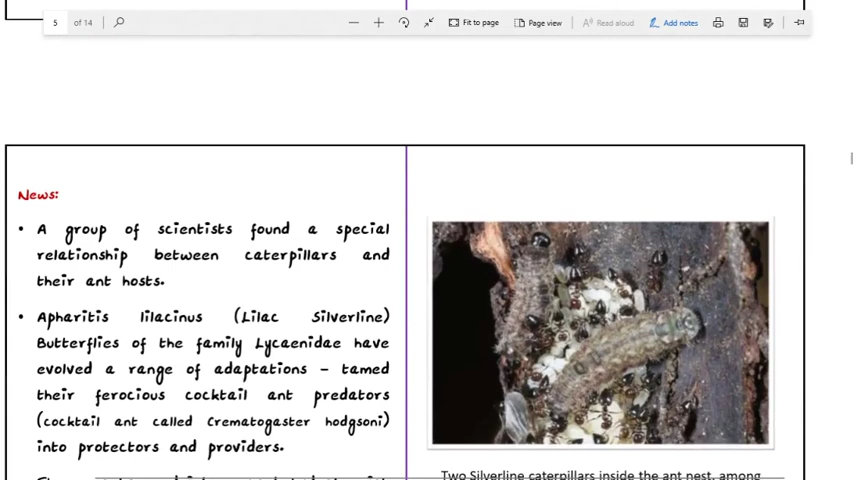 5 of 14
Fit to page
Page view
Read aloud
Add notes
News:
• A group of scientists found a special
relationship between caterpillars and
their ant hosts.
• Apharitis lilacinus (Lilac Silverline)
Butterflies of the family Lycaenidae have
evolved a range of adaptations – tamed
their ferocious cocktail ant predators
(cocktail ant called Crematogaster hodgsoni)
into protectors and providers.
Two Silverline caterpillars inside the ant nest, among